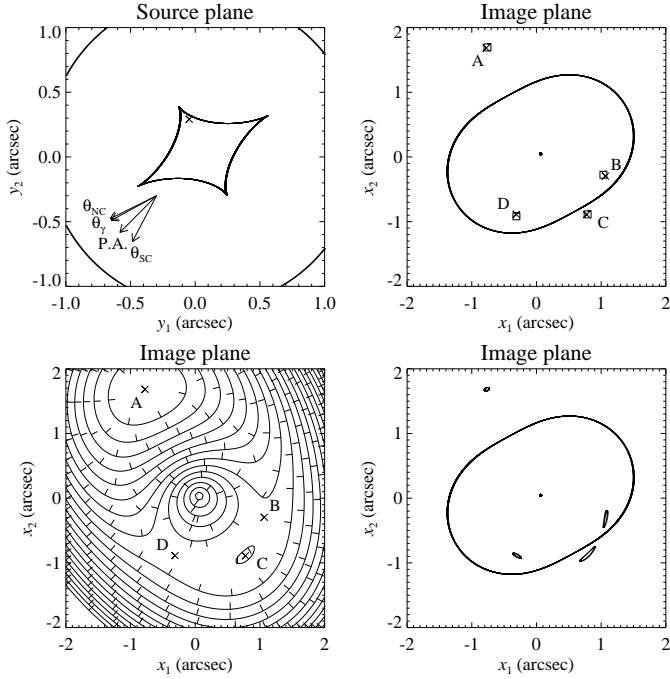 Source plane
1.0
0.5
0.0
-0.5
-1.0
y2 (arcsec)
θNC
θγ
P.A.
θSC
-1.0 -0.5 0.0 0.5 1.0
y1 (arcsec)
Image plane
2
1
0
-1
-2
x2 (arcsec)
A
B
D
C
-2 -1 0 1 2
x1 (arcsec)
Image plane
2
1
0
-1
-2
x2 (arcsec)
A
B
D
C
-2 -1 0 1 2
x1 (arcsec)
Image plane
2
1
0
-1
-2
x2 (arcsec)
-2 -1 0 1 2
x1 (arcsec)